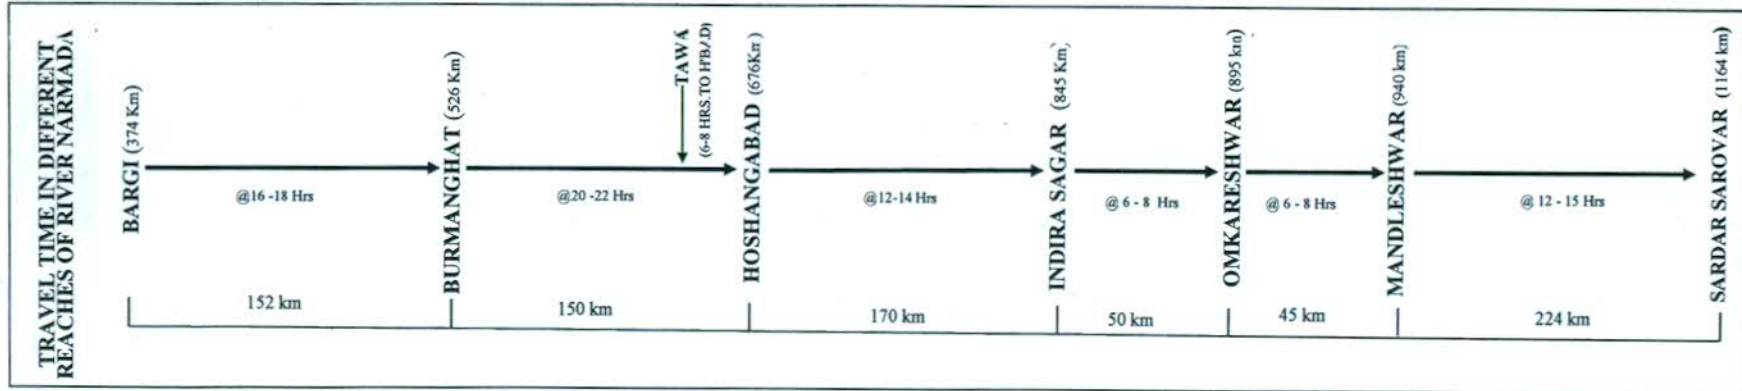 TRAVEL TIME IN DIFFERENT
REACHES OF RIVER NARMADA
BARGI (374 Km)
@16 -18 Hrs
BURMANGHAT (526 Km)
@20 -22 Hrs
TAWA
(6-8 HRS.TO H'B/.D)
HOSHANGABAD (676Km)
@12-14 Hrs
INDIRA SAGAR (845 Km)
@ 6 - 8 Hrs
OMKARESHWAR (895 km)
@ 6 - 8 Hrs
MANDLESHWAR (940 km)
@ 12 - 15 Hrs
SARDAR SAROVAR (1164 km)
152 km
150 km
170 km
50 km
45 km
224 km